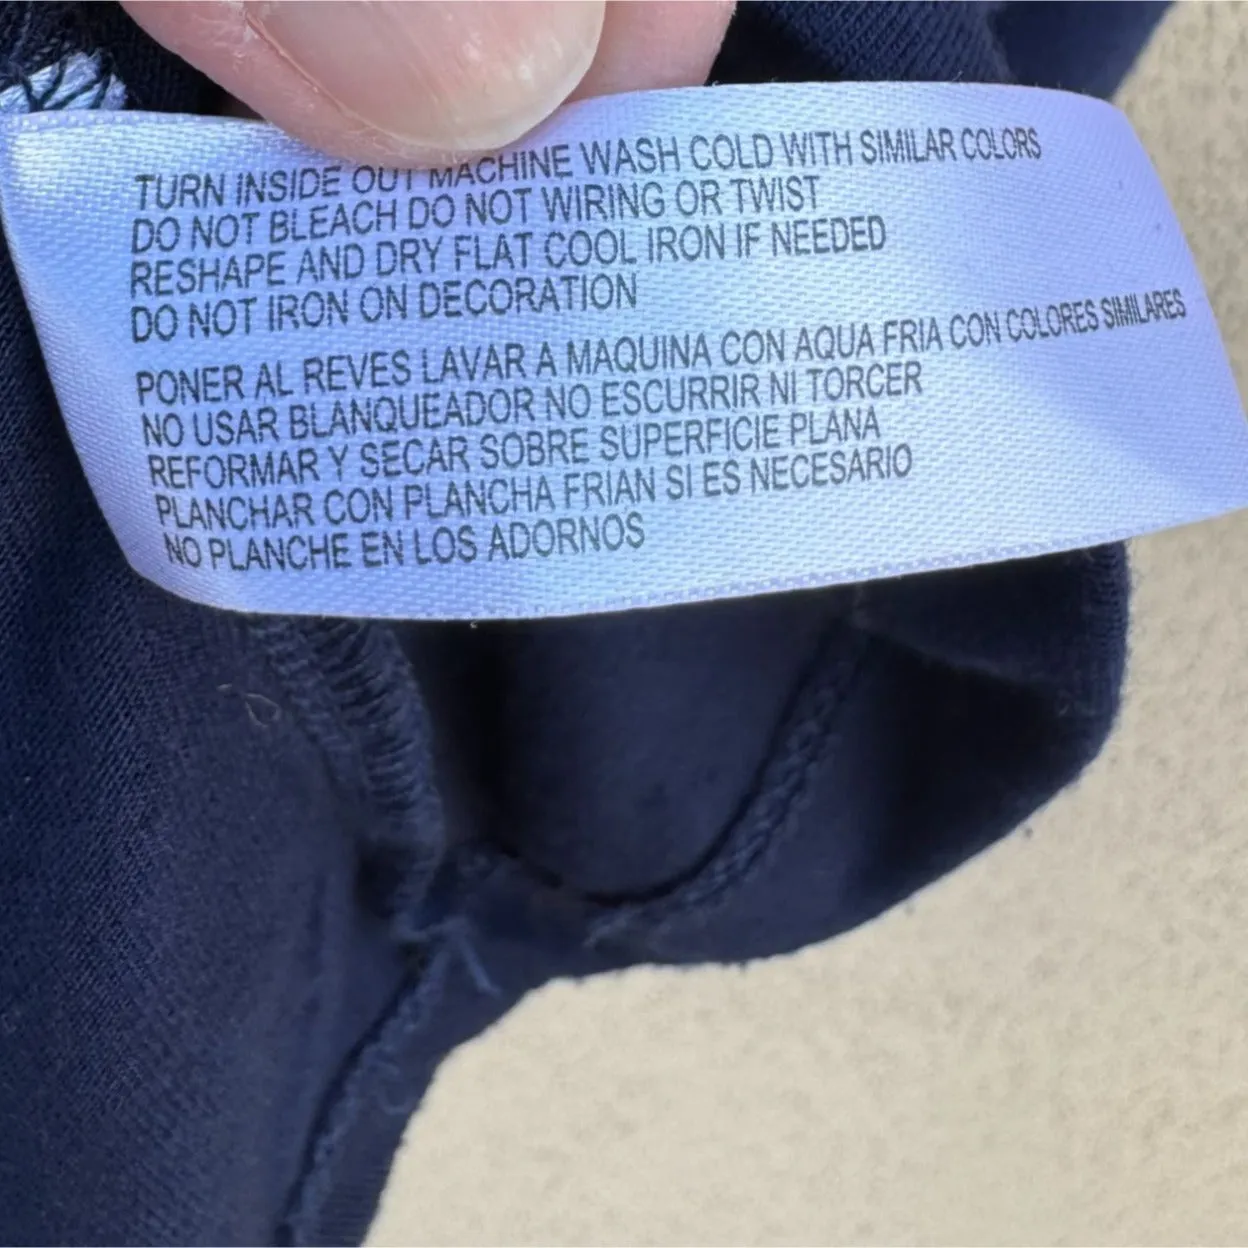 TURN INSIDE OUT MACHINE WASH COLD WITH SIMILAR COLORS
DO NOT BLEACH DO NOT WIRING OR TWIST
RESHAPE AND DRY FLAT COOL IRON IF NEEDED
DO NOT IRON ON DECORATION
PONER AL REVES LAVAR A MAQUINA CON AQUA FRIA CON COLORES SIMILARES
NO USAR BLANQUEADOR NO ESCURRIR NI TORCER
REFORMAR Y SECAR SOBRE SUPERFICIE PLANA
PLANCHAR CON PLANCHA FRIAN SI ES NECESARIO
NO PLANCHE EN LOS ADORNOS